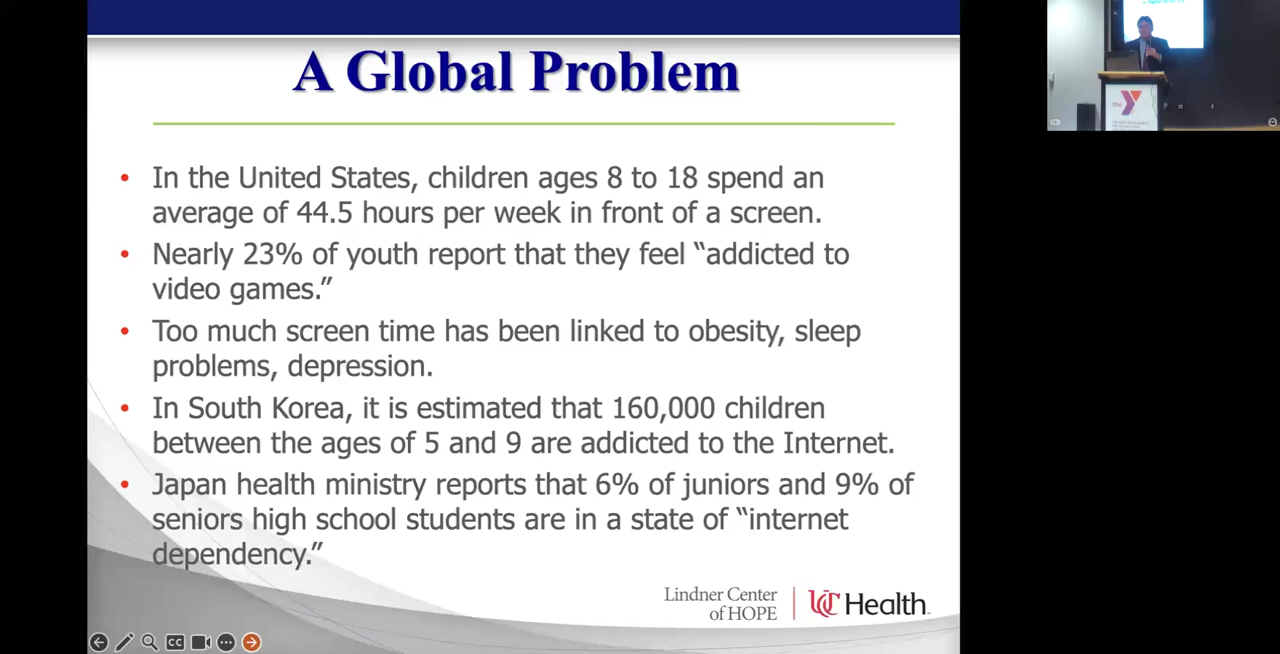 A Global Problem
• In the United States, children ages 8 to 18 spend an
average of 44.5 hours per week in front of a screen.
• Nearly 23% of youth report that they feel “addicted to
video games.”
• Too much screen time has been linked to obesity, sleep
problems, depression.
• In South Korea, it is estimated that 160,000 children
between the ages of 5 and 9 are addicted to the Internet.
• Japan health ministry reports that 6% of juniors and 9% of
seniors high school students are in a state of “internet
dependency.”
Lindner Center
of HOPE
UC Health
CC
the Y